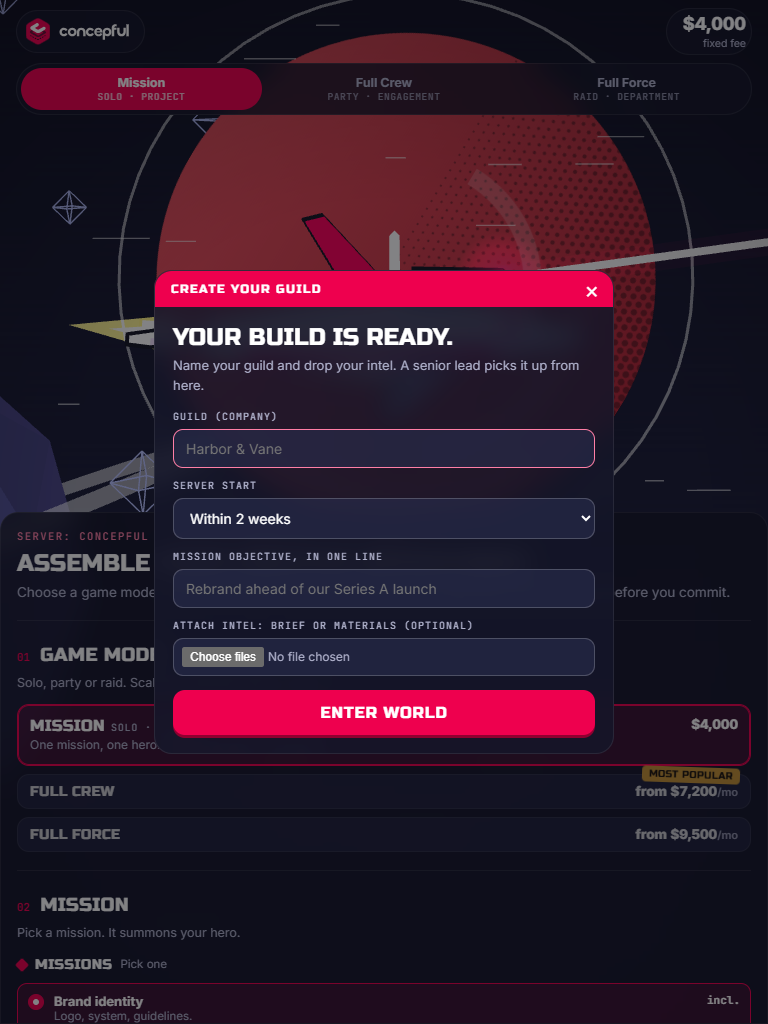 concepful
$4,000
fixed fee
Mission
SOLO · PROJECT
Full Crew
PARTY · ENGAGEMENT
Full Force
RAID · DEPARTMENT
CREATE YOUR GUILD
×
YOUR BUILD IS READY.
Name your guild and drop your intel. A senior lead picks it up from
here.
GUILD (COMPANY)
Harbor & Vane
SERVER START
Within 2 weeks
MISSION OBJECTIVE, IN ONE LINE
Rebrand ahead of our Series A launch
ATTACH INTEL: BRIEF OR MATERIALS (OPTIONAL)
Choose files No file chosen
ENTER WORLD
SERVER: CONCEPFUL
ASSEMBLE
Choose a game mode
before you commit.
01 GAME MODE
Solo, party or raid.
MISSION SOLO ·
$4,000
One mission, one hero.
MOST POPULAR
FULL CREW
from $7,200/mo
FULL FORCE
from $9,500/mo
02 MISSION
Pick a mission. It summons your hero.
MISSIONS Pick one
Brand identity
incl.
Logo, system, guidelines.